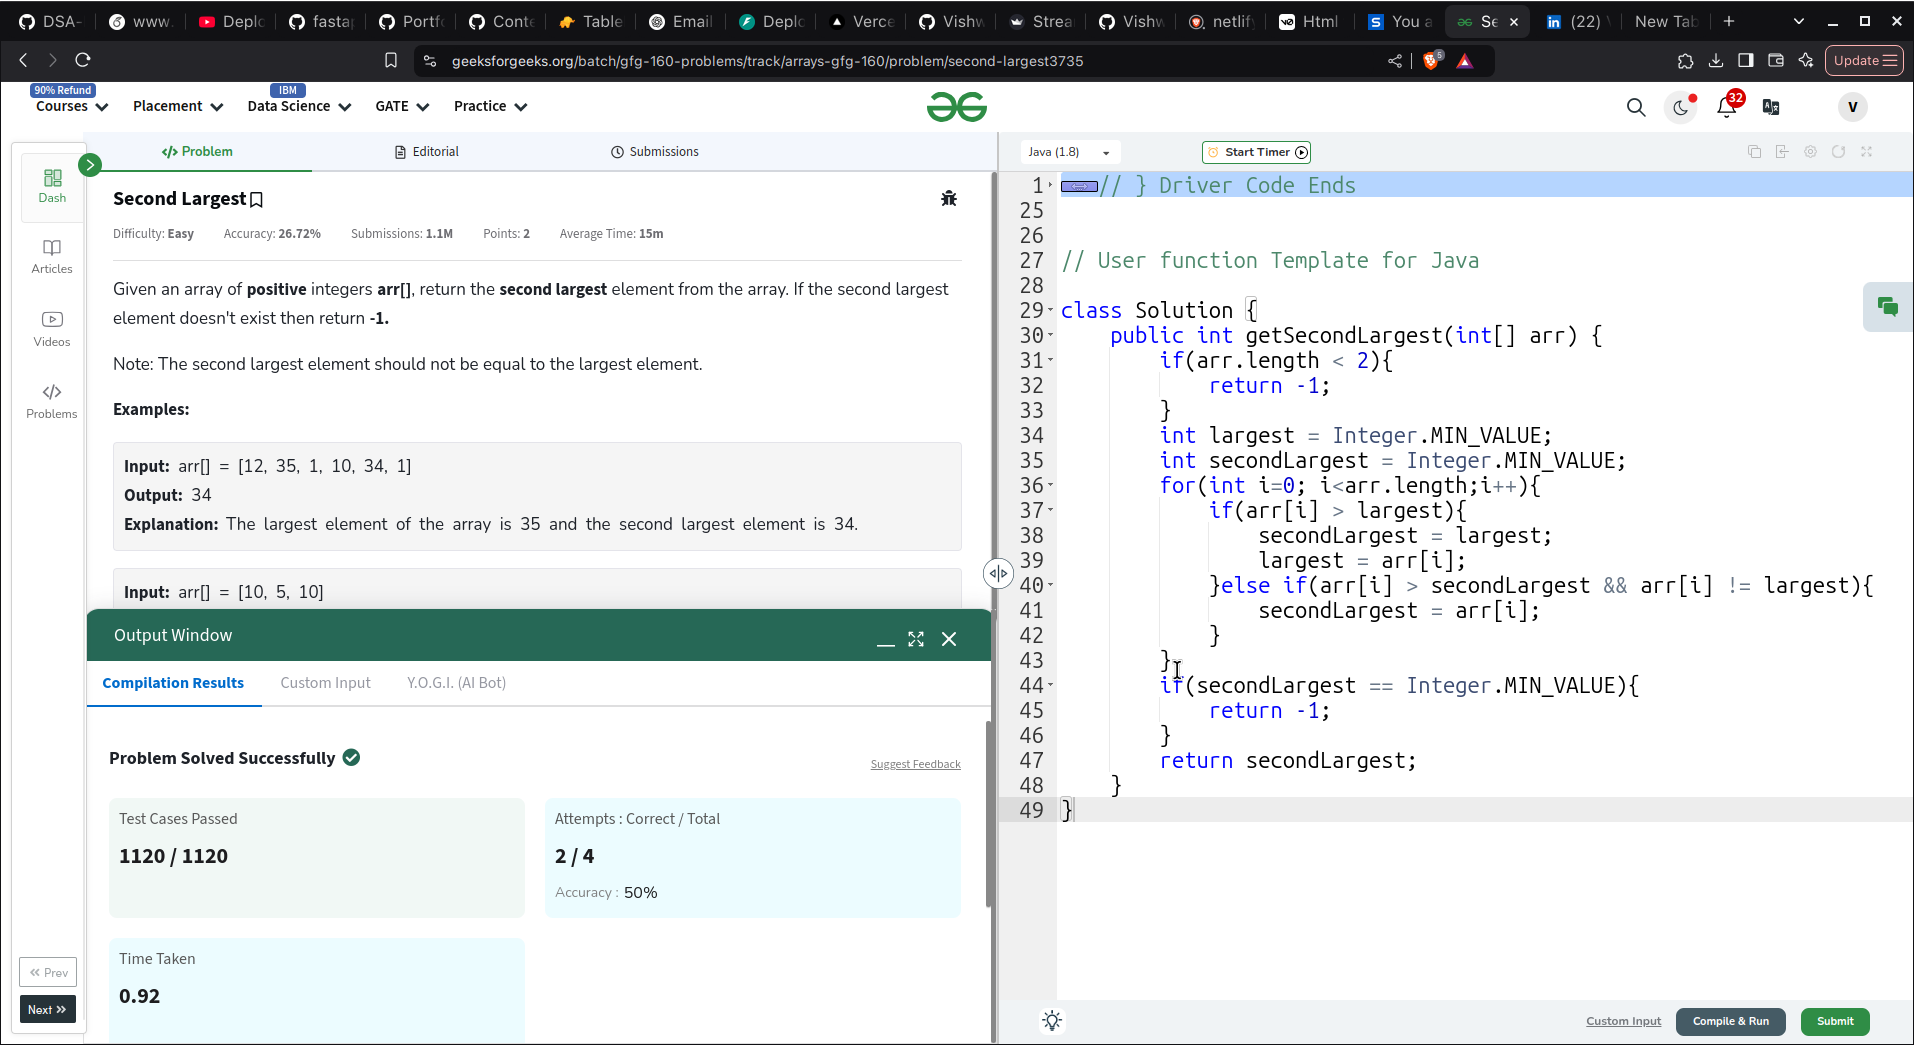 DSA-
www.
Deplo
fastap
Portfo
Conte
Table
Email
Deplo
Verce
Vishw
Strea
Vishw
netlify
Html
You a
Se
(22)
New Tab
geeksforgeeks.org/batch/gfg-160-problems/track/arrays-gfg-160/problem/second-largest3735
5
Update
90% Refund
IBM
Courses
Placement
Data Science
GATE
Practice
32
V
Dash
Articles
Videos
Problems
Prev
Next
</> Problem
Editorial
Submissions
Second Largest
Difficulty: Easy Accuracy: 26.72% Submissions: 1.1M Points: 2 Average Time: 15m
Given an array of positive integers arr[], return the second largest element from the array. If the second largest
element doesn't exist then return -1.
Note: The second largest element should not be equal to the largest element.
Examples:
Input: arr[] = [12, 35, 1, 10, 34, 1]
Output: 34
Explanation: The largest element of the array is 35 and the second largest element is 34.
Input: arr[] = [10, 5, 10]
Output Window
Compilation Results
Custom Input
Y.O.G.I. (AI Bot)
Problem Solved Successfully
Suggest Feedback
Test Cases Passed
1120 / 1120
Attempts : Correct / Total
2 / 4
Accuracy : 50%
Time Taken
0.92
Java (1.8)
Start Timer
1 // } Driver Code Ends
25
26
27 // User function Template for Java
28
29 class Solution {
30 public int getSecondLargest(int[] arr) {
31 if(arr.length < 2){
32 return -1;
33 }
34 int largest = Integer.MIN_VALUE;
35 int secondLargest = Integer.MIN_VALUE;
36 for(int i=0; i<arr.length;i++){
37 if(arr[i] > largest){
38 secondLargest = largest;
39 largest = arr[i];
40 }else if(arr[i] > secondLargest && arr[i] != largest){
41 secondLargest = arr[i];
42 }
43 }
44 if(secondLargest == Integer.MIN_VALUE){
45 return -1;
46 }
47 return secondLargest;
48 }
49 }
Custom Input
Compile & Run
Submit